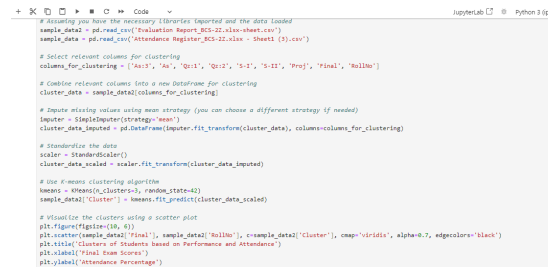 Code
JupyterLab
Python 3 (ip
# Assuming you have the necessary libraries imported and the data loaded
sample_data2 = pd.read_csv('Evaluation Report_BCS-2Z.xlsx-sheet.csv')
sample_data2 = pd.read_csv('Attendance Register_BCS-2Z.xlsx - Sheet1 (3).csv')
# Select relevant columns for clustering
columns_for_clustering = ['As:3', 'As', 'Qz:1', 'Qz:2', 'S-I', 'S-II', 'Proj', 'Final', 'RollNo']
# Combine relevant columns into a new DataFrame for clustering
cluster_data = sample_data2[columns_for_clustering]
# Impute missing values using mean strategy (you can choose a different strategy if needed)
imputer = SimpleImputer(strategy='mean')
cluster_data_imputed = pd.DataFrame(imputer.fit_transform(cluster_data), columns=columns_for_clustering)
# Standardize the data
scaler = StandardScaler()
cluster_data_scaled = scaler.fit_transform(cluster_data_imputed)
# Use K-means clustering algorithm
kmeans = KMeans(n_clusters=3, random_state=42)
sample_data2['Cluster'] = kmeans.fit_predict(cluster_data_scaled)
# Visualize the clusters using a scatter plot
plt.figure(figsize=(10, 6))
plt.scatter(sample_data2['Final'], sample_data2['RollNo'], c=sample_data2['Cluster'], cmap='viridis', alpha=0.7, edgecolors='black')
plt.title('Clusters of Students based on Performance and Attendance')
plt.xlabel('Final Exam Scores')
plt.ylabel('Attendance Percentage')